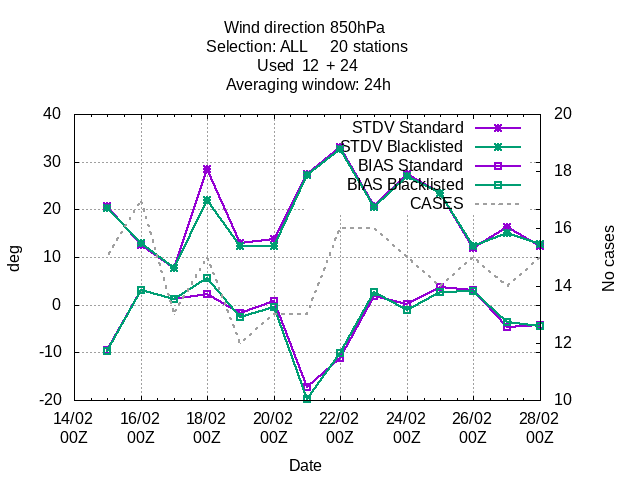 Wind direction 850hPa
Selection: ALL 20 stations
Used 12 + 24
Averaging window: 24h
STDV Standard
STDV Blacklisted
BIAS Standard
BIAS Blacklisted
CASES
40
30
20
10
0
-10
-20
deg
20
18
16
14
12
10
No cases
14/02 16/02 18/02 20/02 22/02 24/02 26/02 28/02
00Z 00Z 00Z 00Z 00Z 00Z 00Z 00Z
Date